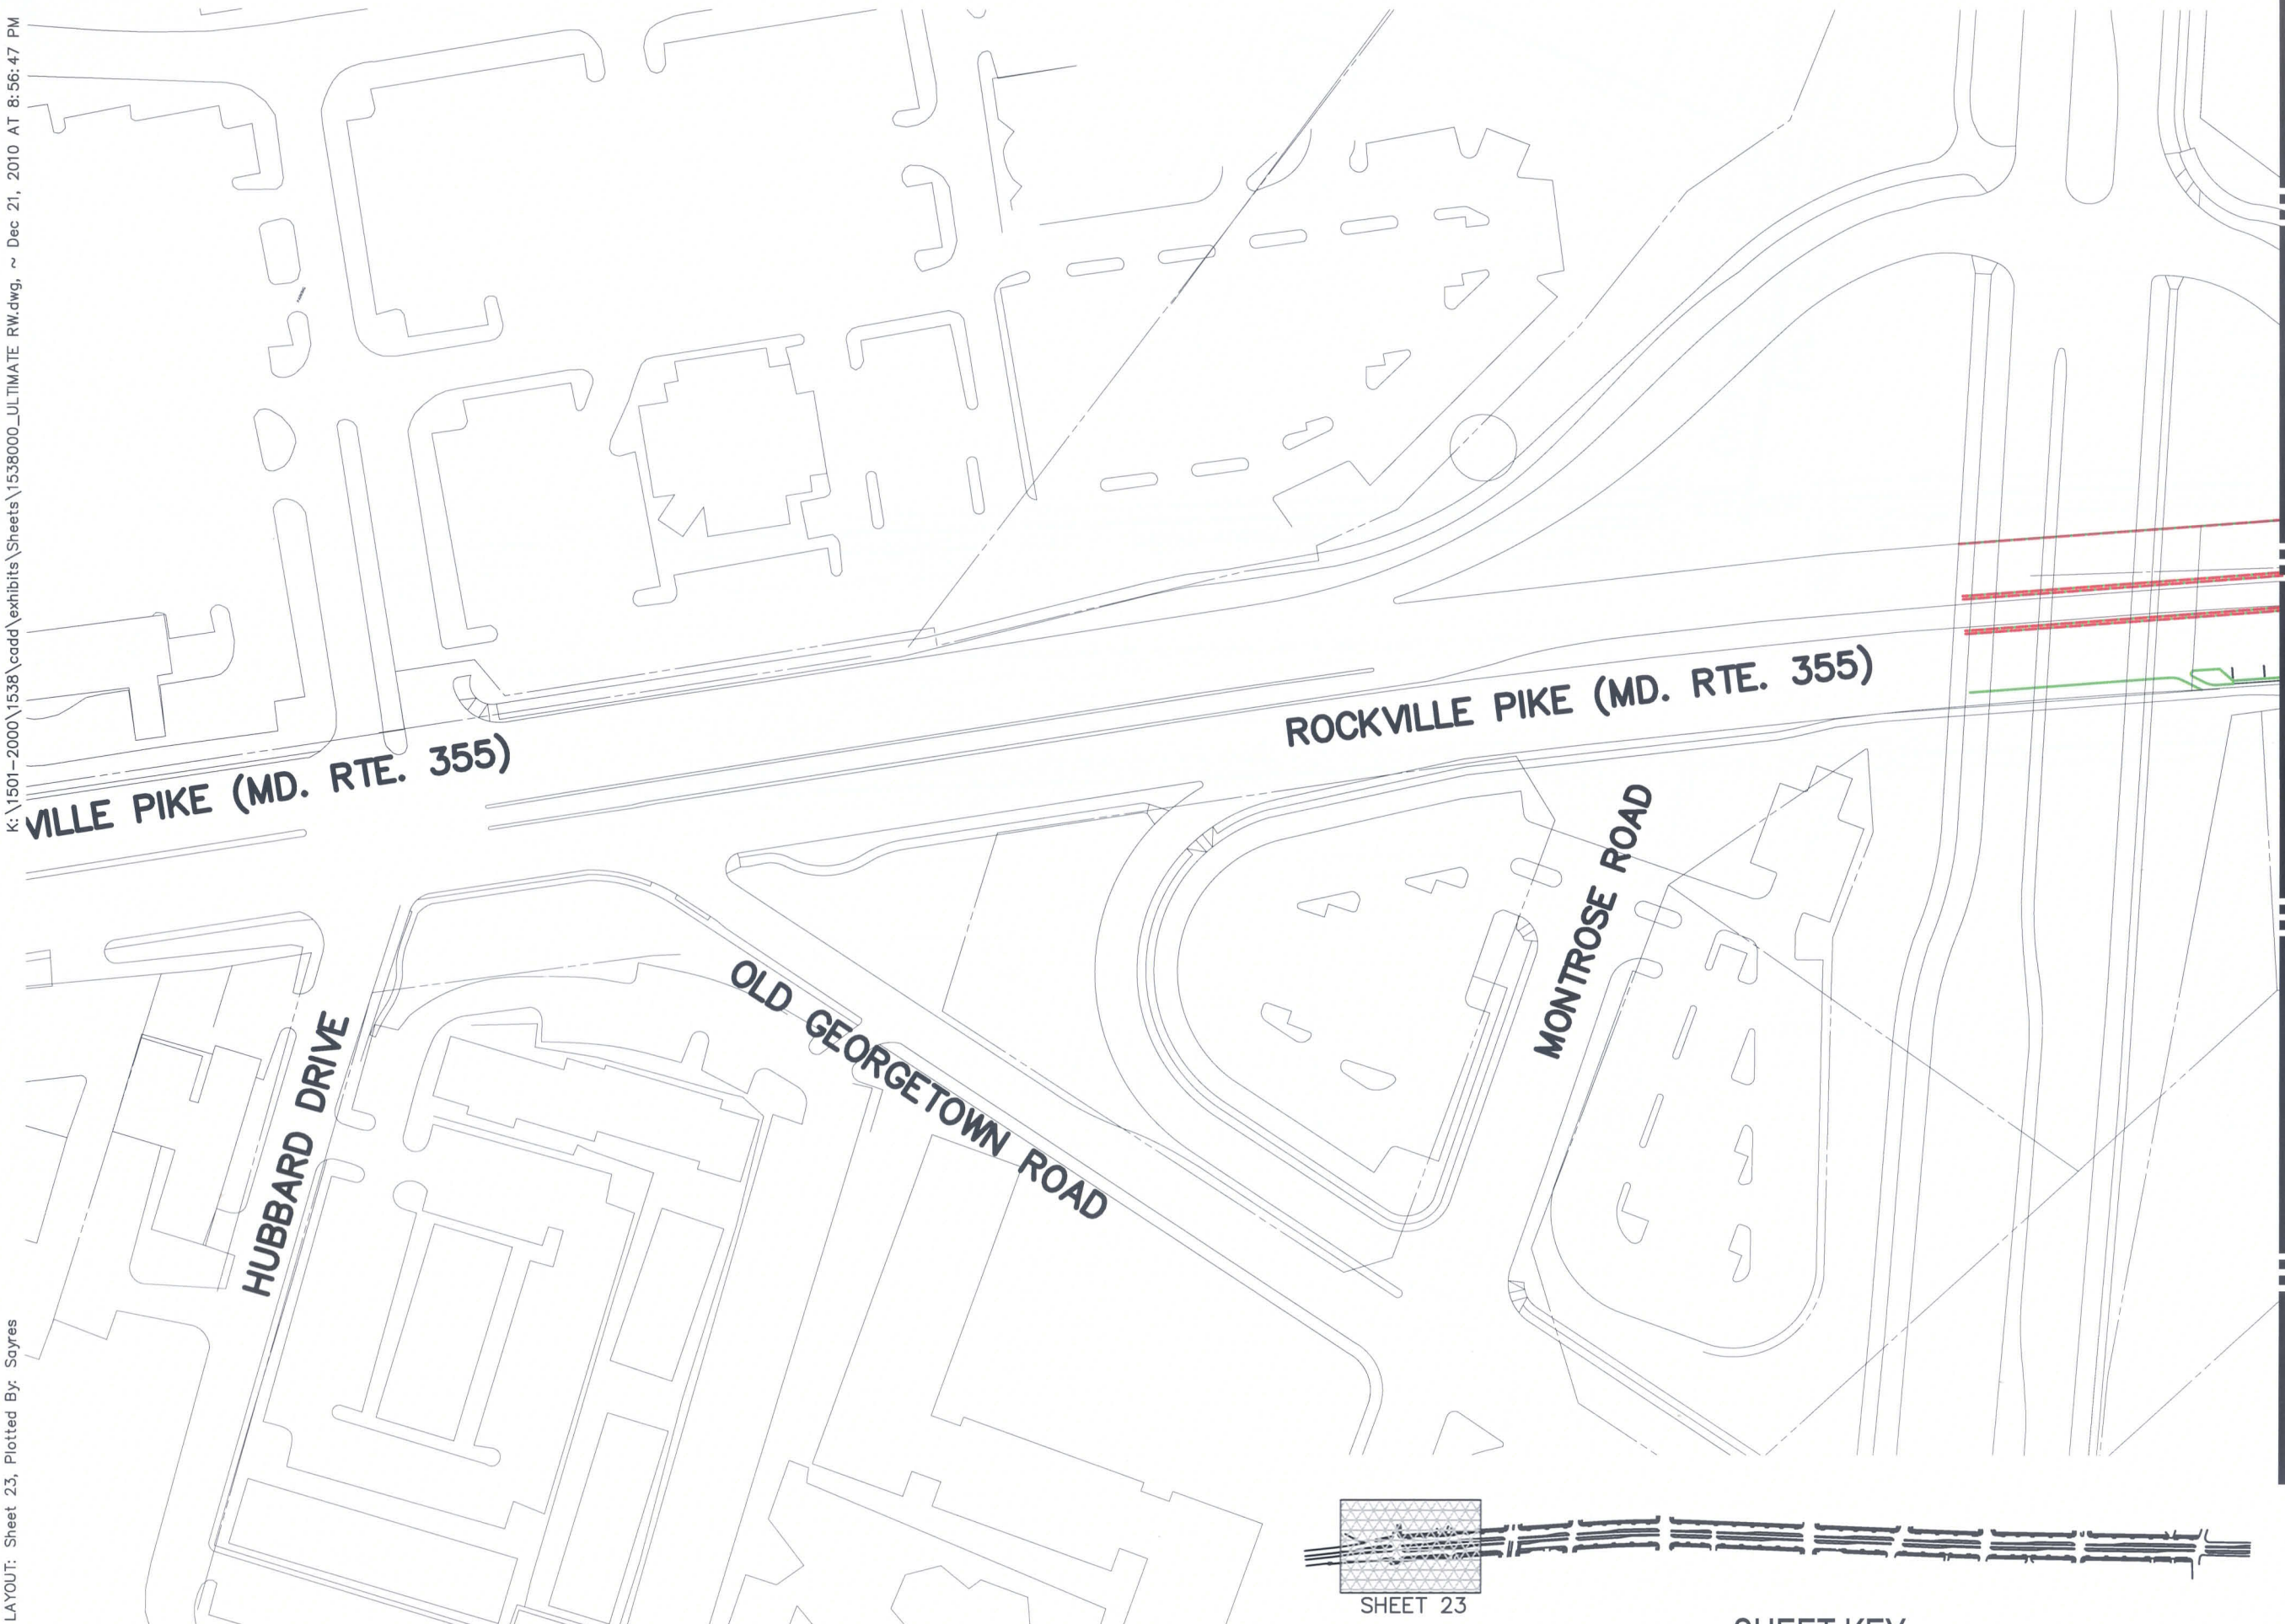 K:\1501-2000\1538\cadd\exhibits\Sheets\1538000_ULTIMATE RW.dwg, ~ Dec 21, 2010 AT 8:56:47 PM
LAYOUT: Sheet 23, Plotted By: Sayres
VILLE PIKE (MD. RTE. 355)
ROCKVILLE PIKE (MD. RTE. 355)
MONTROSE ROAD
OLD GEORGETOWN ROAD
HUBBARD DRIVE
SHEET 23
SHEET KEY